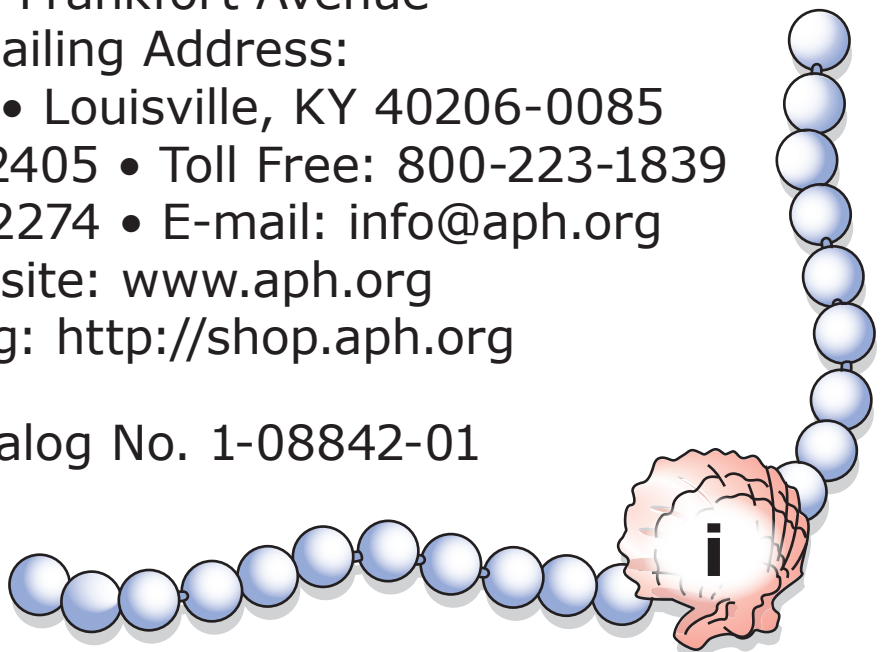 Frankfort Avenue
ailing Address:
• Louisville, KY 40206-0085
2405 • Toll Free: 800-223-1839
2274 • E-mail: info@aph.org
site: www.aph.org
g: http://shop.aph.org
alog No. 1-08842-01
i